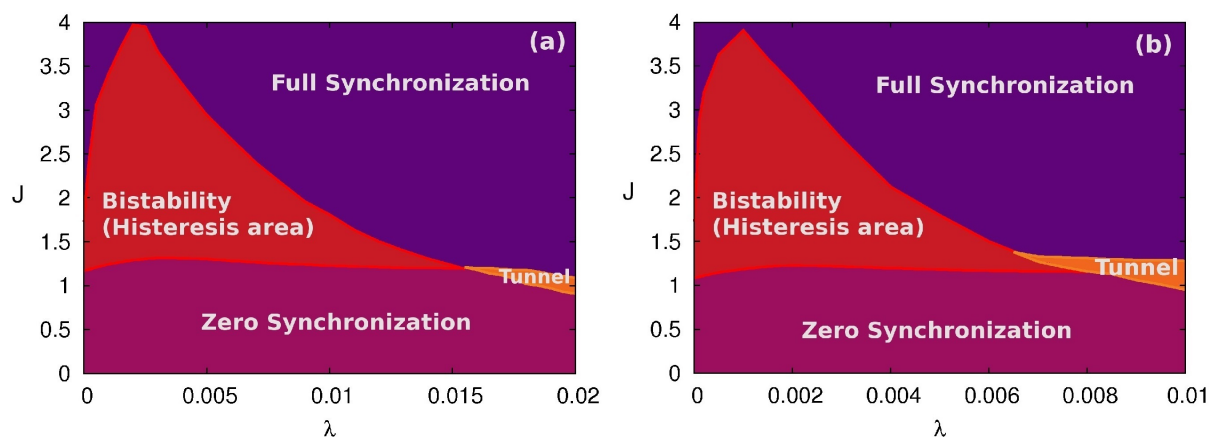 (a)
4
3.5
3
2.5
2
1.5
1
0.5
0
J
Full Synchronization
Bistability
(Histeresis area)
Tunnel
Zero Synchronization
0
0.005
0.01
0.015
0.02
λ
(b)
4
3.5
3
2.5
2
1.5
1
0.5
0
J
Full Synchronization
Bistability
(Histeresis area)
Tunnel
Zero Synchronization
0
0.002
0.004
0.006
0.008
0.01
λ